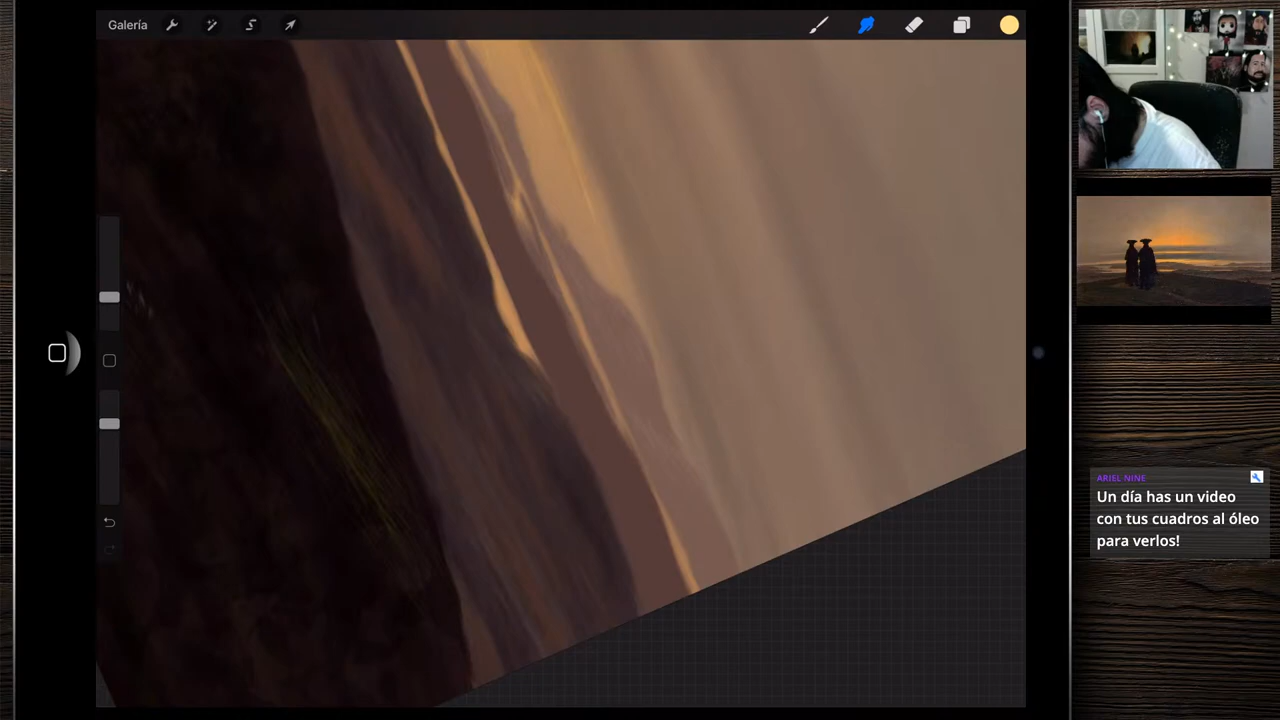 Galería
ARIEL NINE
Un día has un video
con tus cuadros al óleo
para verlos!